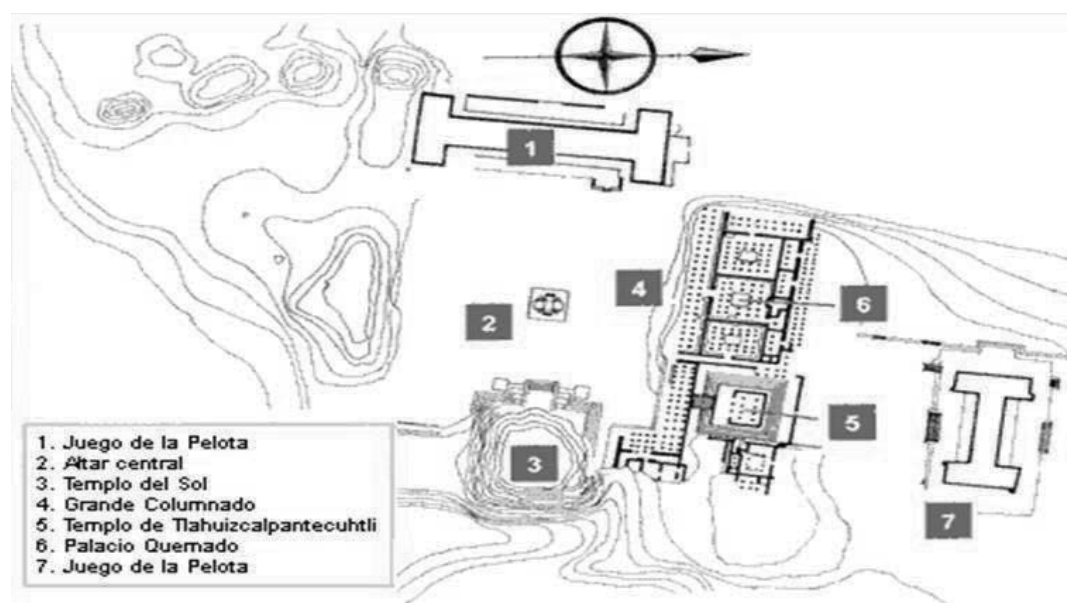 1
4
6
2
5
3
7
1. Juego de la Pelota
2. Altar central
3. Templo del Sol
4. Grande Columnado
5. Templo de Tlahuizcalpantecuhtli
6. Palacio Quemado
7. Juego de la Pelota